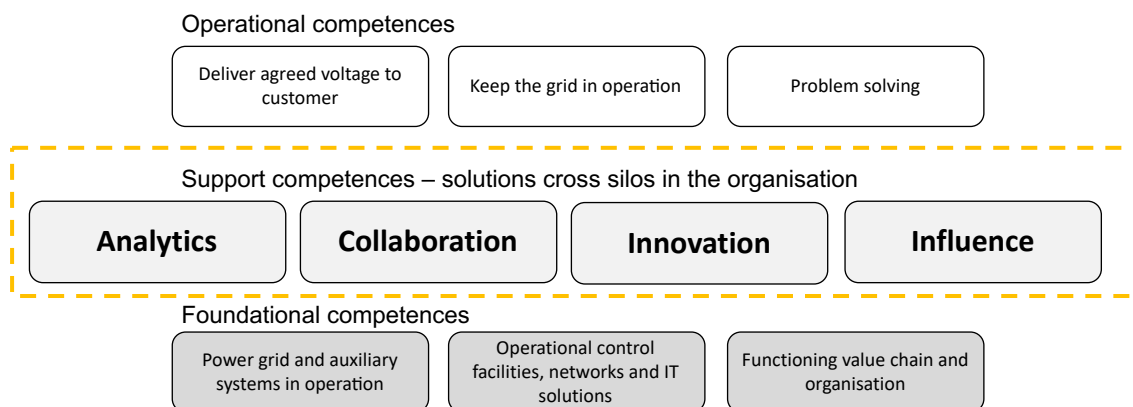 Operational competences
Deliver agreed voltage to
customer
Keep the grid in operation
Problem solving
Support competences – solutions cross silos in the organisation
Analytics
Collaboration
Innovation
Influence
Foundational competences
Power grid and auxiliary
systems in operation
Operational control
facilities, networks and IT
solutions
Functioning value chain and
organisation